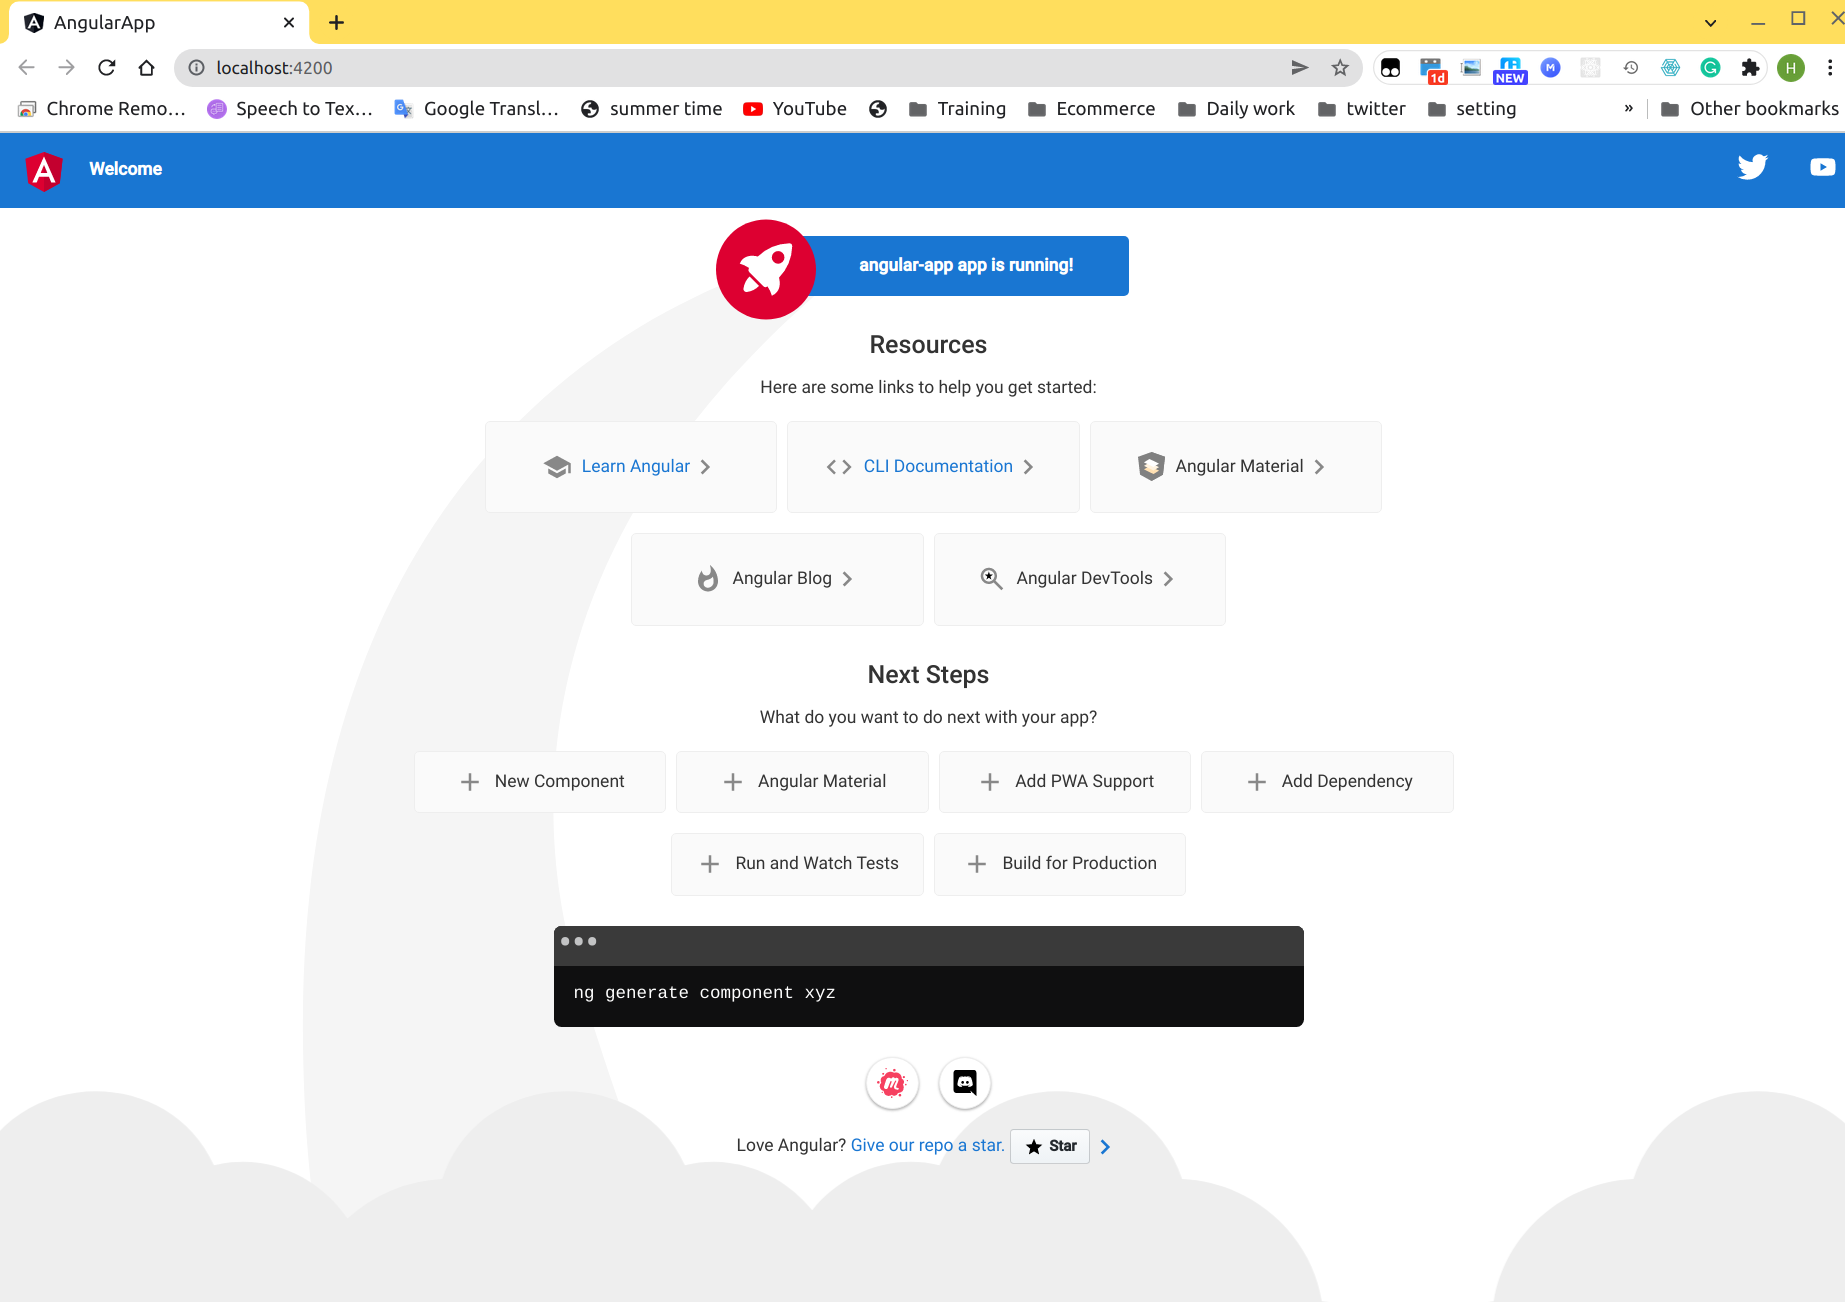 AngularApp
localhost:4200
1d
NEW
M
G
H
Chrome Remo... Speech to Tex... Google Transl... summer time YouTube Training Ecommerce Daily work twitter setting » Other bookmarks
Welcome
angular-app app is running!
Resources
Here are some links to help you get started:
Learn Angular CLI Documentation Angular Material
Angular Blog Angular DevTools
Next Steps
What do you want to do next with your app?
New Component Angular Material Add PWA Support Add Dependency
Run and Watch Tests Build for Production
ng generate component xyz
Love Angular? Give our repo a star. Star